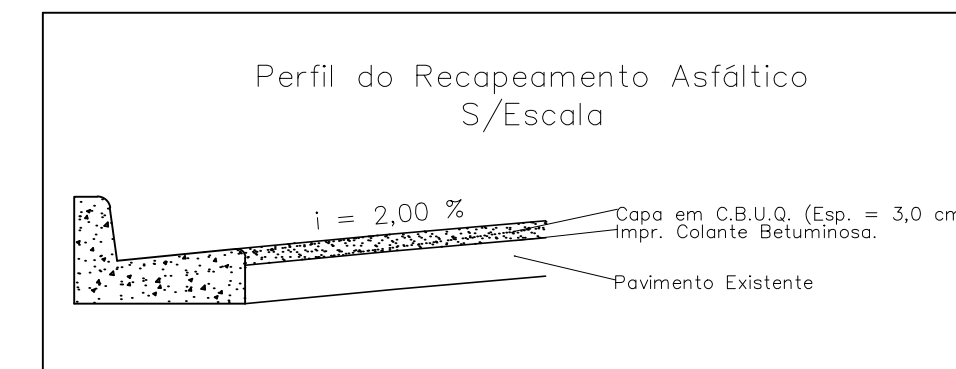 Perfil do Recapeamento Asfáltico
S/Escala
i = 2,00 %
Capa em C.B.U.Q. (Esp. = 3,0 cm
Impr. Colante Betuminosa.
Pavimento Existente